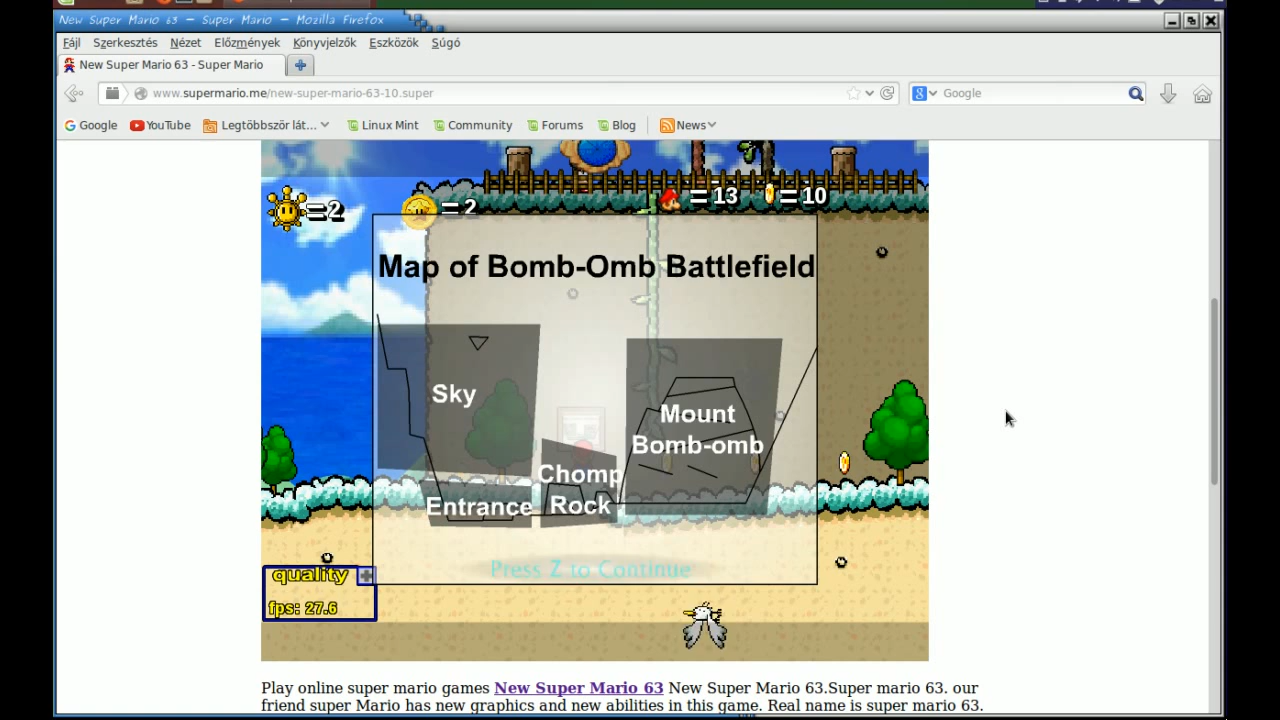 New Super Mario 63 - Super Mario - Mozilla Firefox
Fájl Szerkesztés Nézet Előzmények Könyvjelzők Eszközök Súgó
New Super Mario 63 - Super Mario
www.supermario.me/new-super-mario-63-10.super
Google
Google YouTube Legtöbbször lát... Linux Mint Community Forums Blog News
=2 =2 =13 =10
Map of Bomb-Omb Battlefield
Sky
Mount
Bomb-omb
Chomp
Rock
Entrance
Press Z to Continue
quality
fps: 27.6
Play online super mario games New Super Mario 63 New Super Mario 63.Super mario 63. our
friend super Mario has new graphics and new abilities in this game. Real name is super mario 63.